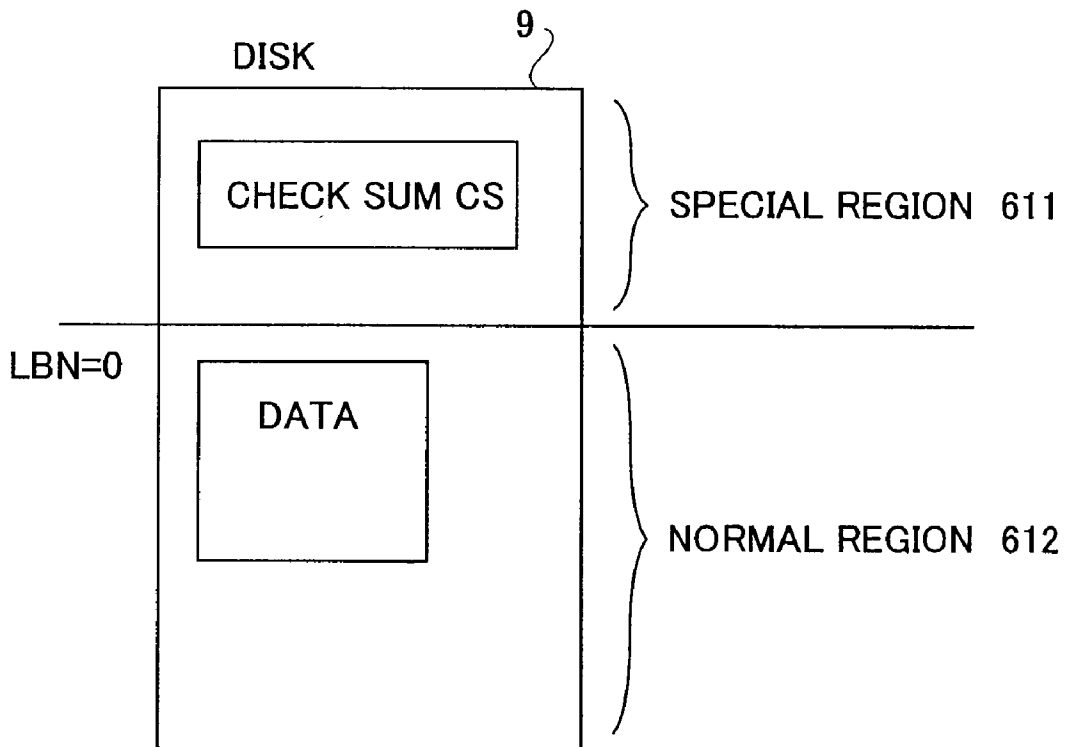 9
DISK
CHECK SUM CS
SPECIAL REGION 611
LBN=0
DATA
NORMAL REGION 612